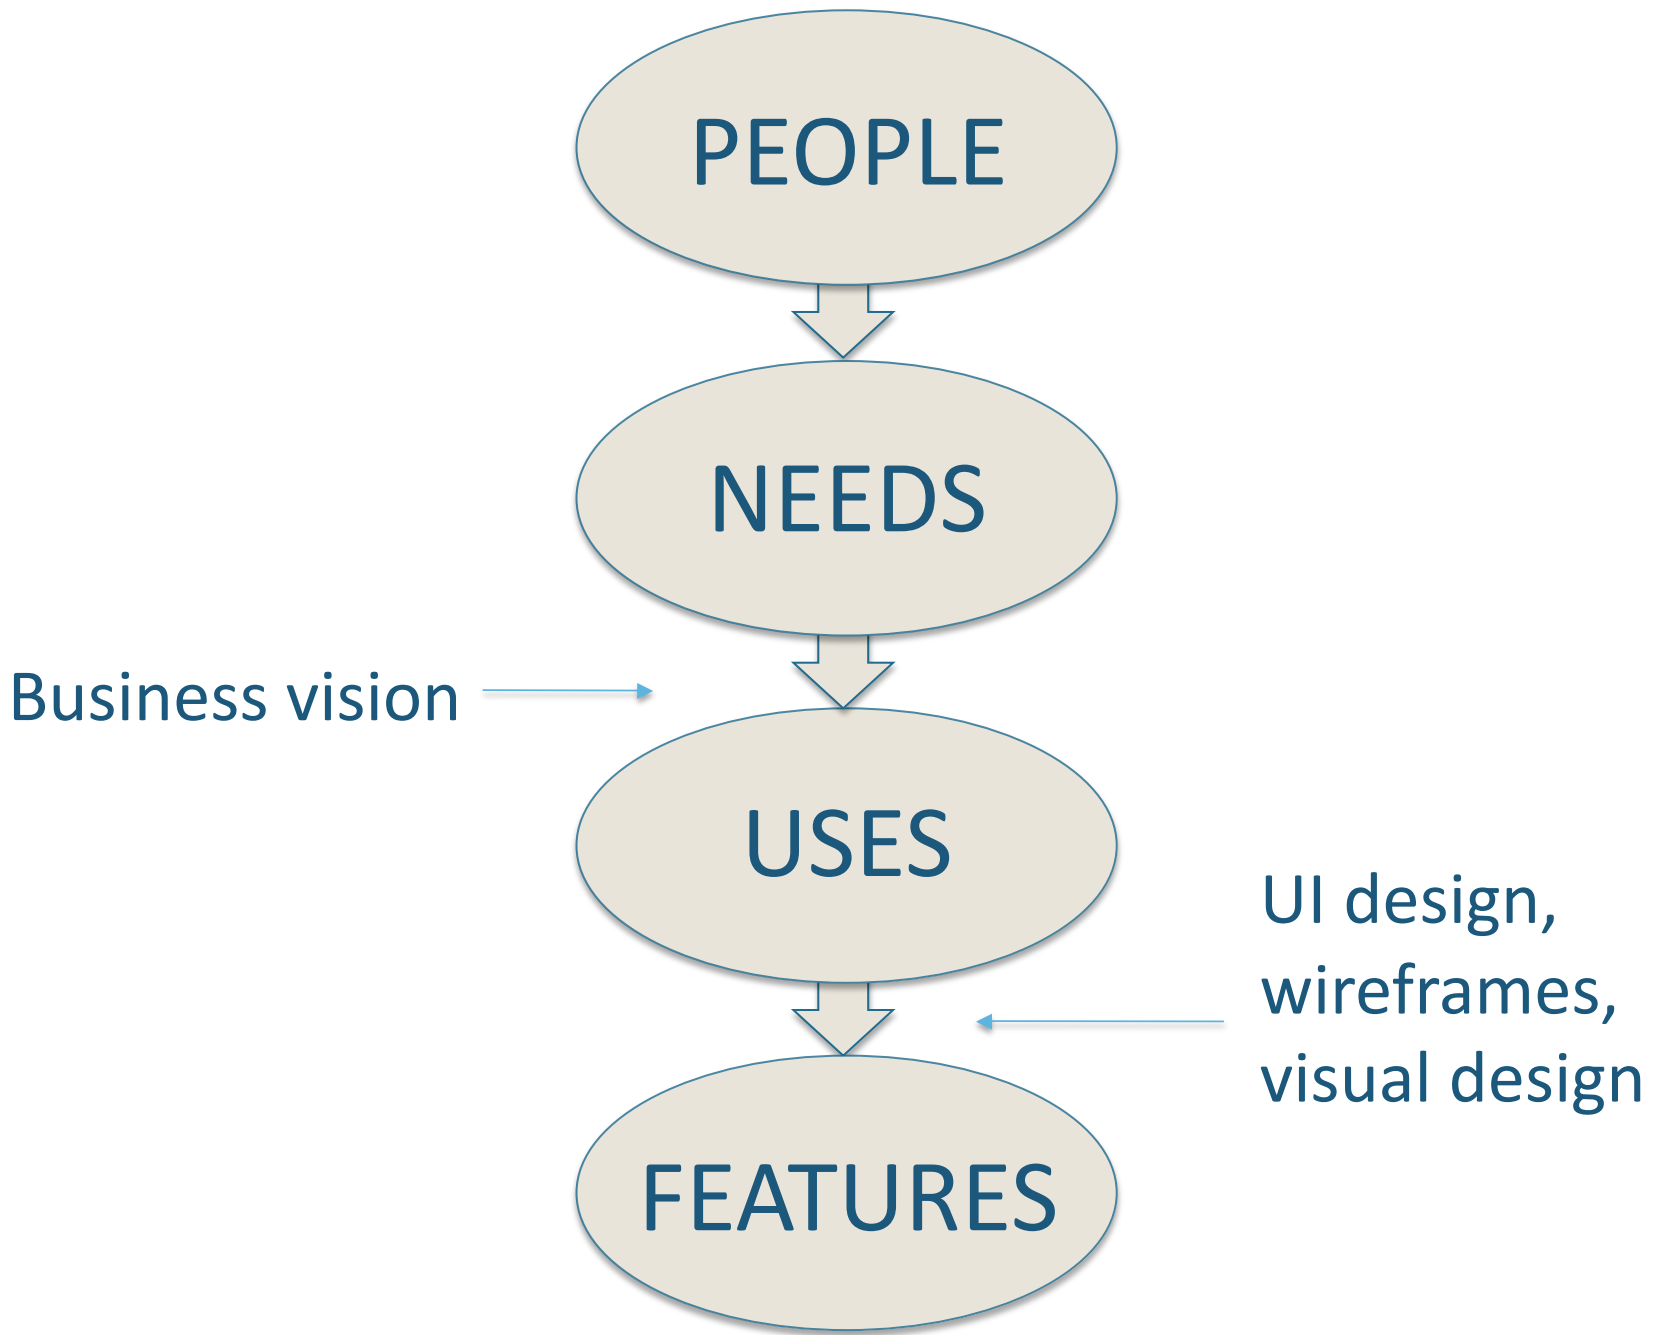 PEOPLE
NEEDS
Business vision
USES
UI design,
wireframes,
visual design
FEATURES